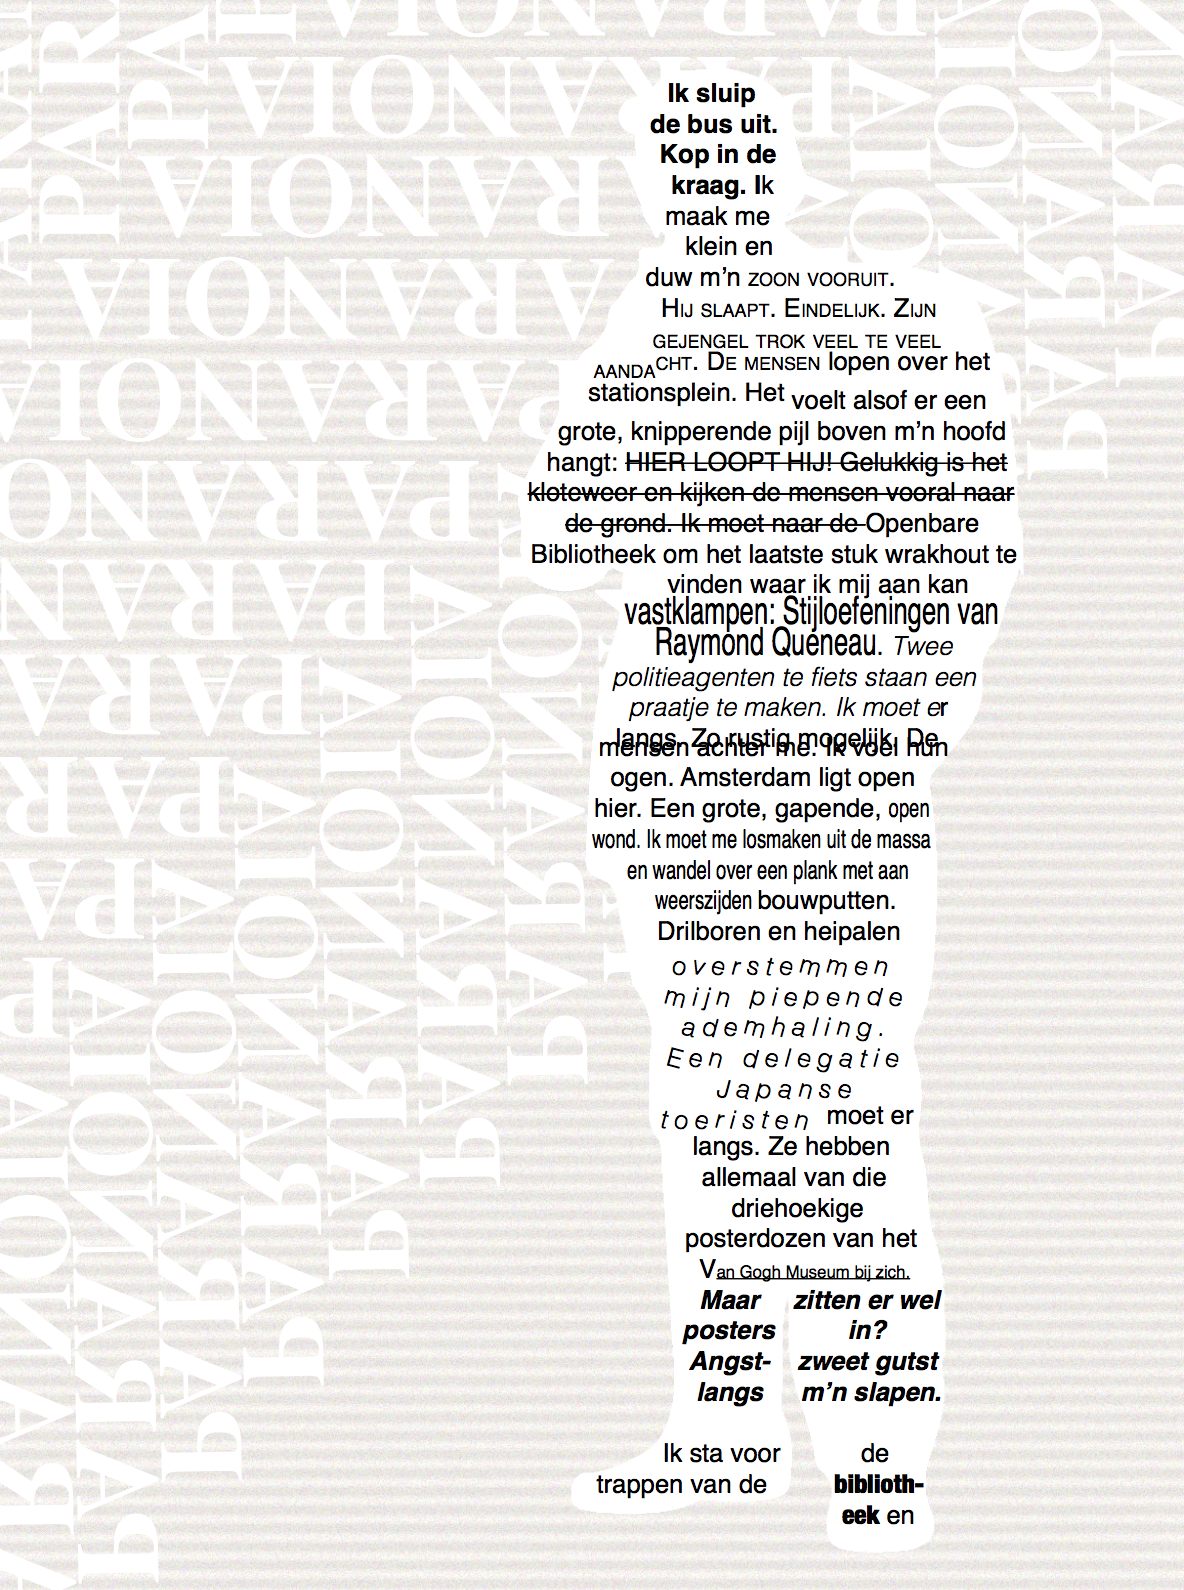 Ik sluip
de bus uit.
Kop in de
kraag. Ik
maak me
klein en
duw m’n ZOON VOORUIT.
HIJ SLAAPT. EINDELIJK. ZIJN
GEJENGEL TROK VEEL TE VEEL
AANDACHT. DE MENSEN lopen over het
stationsplein. Het voelt alsof er een
grote, knipperende pijl boven m’n hoofd
hangt: HIER LOOPT HIJ! Gelukkig is het
kloteweer en kijken de mensen vooral naar
de grond. Ik moet naar de Openbare
Bibliotheek om het laatste stuk wrakhout te
vinden waar ik mij aan kan
vastklampen: Stijloefeningen van
Raymond Queneau. Twee
politieagenten te fiets staan een
praatje te maken. Ik moet er
langs. Zo rustig mogelijk. De
mensen achter me. Ik voel hun
ogen. Amsterdam ligt open
hier. Een grote, gapende, open
wond. Ik moet me losmaken uit de massa
en wandel over een plank met aan
weerszijden bouwputten.
Drilboren en heipalen
overstemmen
mijn piepende
ademhaling.
Een delegatie
Japanse
toeristen moet er
langs. Ze hebben
allemaal van die
driehoekige
posterdozen van het
Van Gogh Museum bij zich.
Maar zitten er wel
posters in?
Angst- zweet gutst
langs m’n slapen.
Ik sta voor de
trappen van de biblioth-
eek en
PARANOIA
PARANOIA
PARANOIA
PARANOIA
PARANOIA
PARANOIA
PARANOIA
PARANOIA
PARANOIA
PARANOIA
PARANOIA
PARANOIA